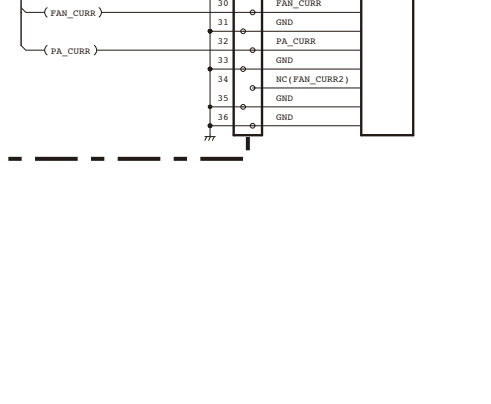 30 FAN_CURR
FAN_CURR
31 GND
32 PA_CURR
PA_CURR
33 GND
34 NC(FAN_CURR2)
35 GND
36 GND